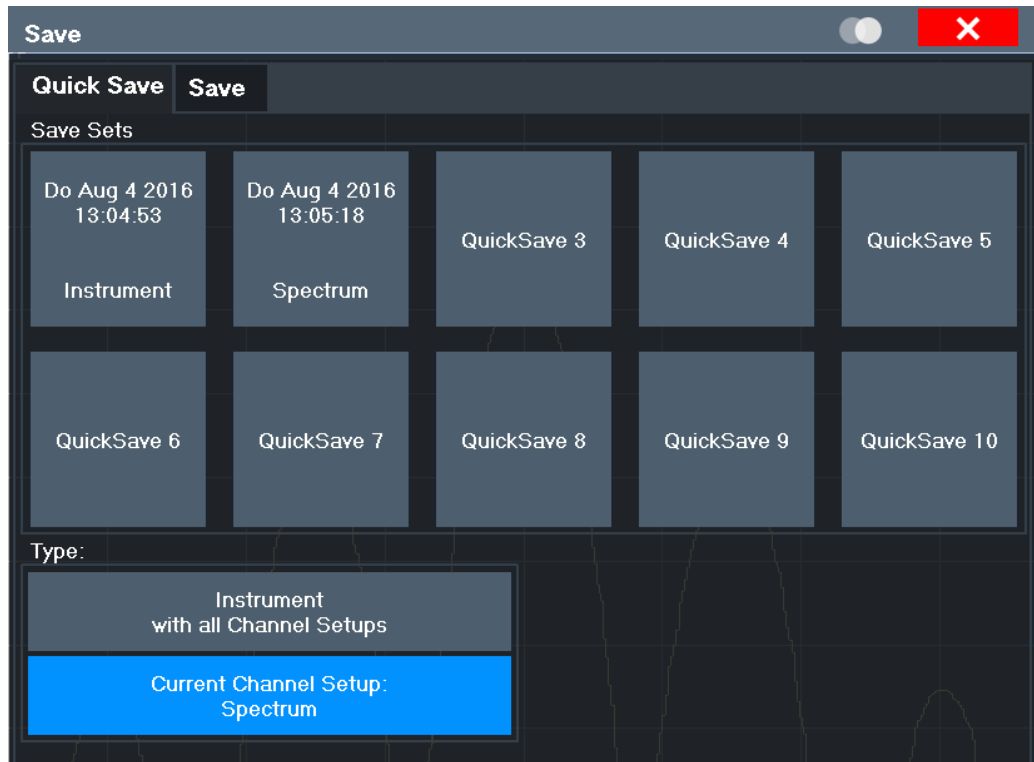 Save
Quick Save Save
Save Sets
Do Aug 4 2016
13:04:53
Instrument
Do Aug 4 2016
13:05:18
Spectrum
QuickSave 3
QuickSave 4
QuickSave 5
QuickSave 6
QuickSave 7
QuickSave 8
QuickSave 9
QuickSave 10
Type:
Instrument
with all Channel Setups
Current Channel Setup:
Spectrum